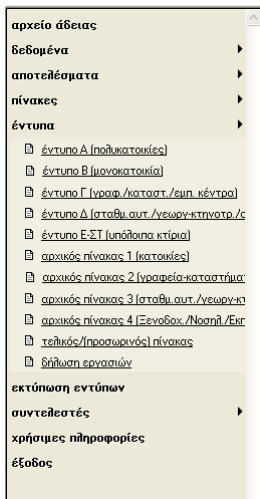 αρχείο άδειας
δεδομένα
αποτελέσματα
πίνακες
έντυπα
έντυπο Α (πολυκατοικίες)
έντυπο Β (μονοκατοικία)
έντυπο Γ (γραφ./καταστ./εμπ. κέντρα)
έντυπο Δ (σταθμ.αυτ./γεωργ-κτηνοτρ./α
έντυπο Ε-ΣΤ (υπόλοιπα κτίρια)
αρχικός πίνακας 1 (κατοικίες)
αρχικός πίνακας 2 (γραφεία-καταστήμα
αρχικός πίνακας 3 (σταθμ.αυτ./γεωργ-κτ
αρχικός πίνακας 4 (Ξενοδοχ./Νοσηλ./Εκπ
τελικός/(προσωρινός) πίνακας
δήλωση εργασιών
εκτύπωση εντύπων
συντελεστές
χρήσιμες πληροφορίες
έξοδος